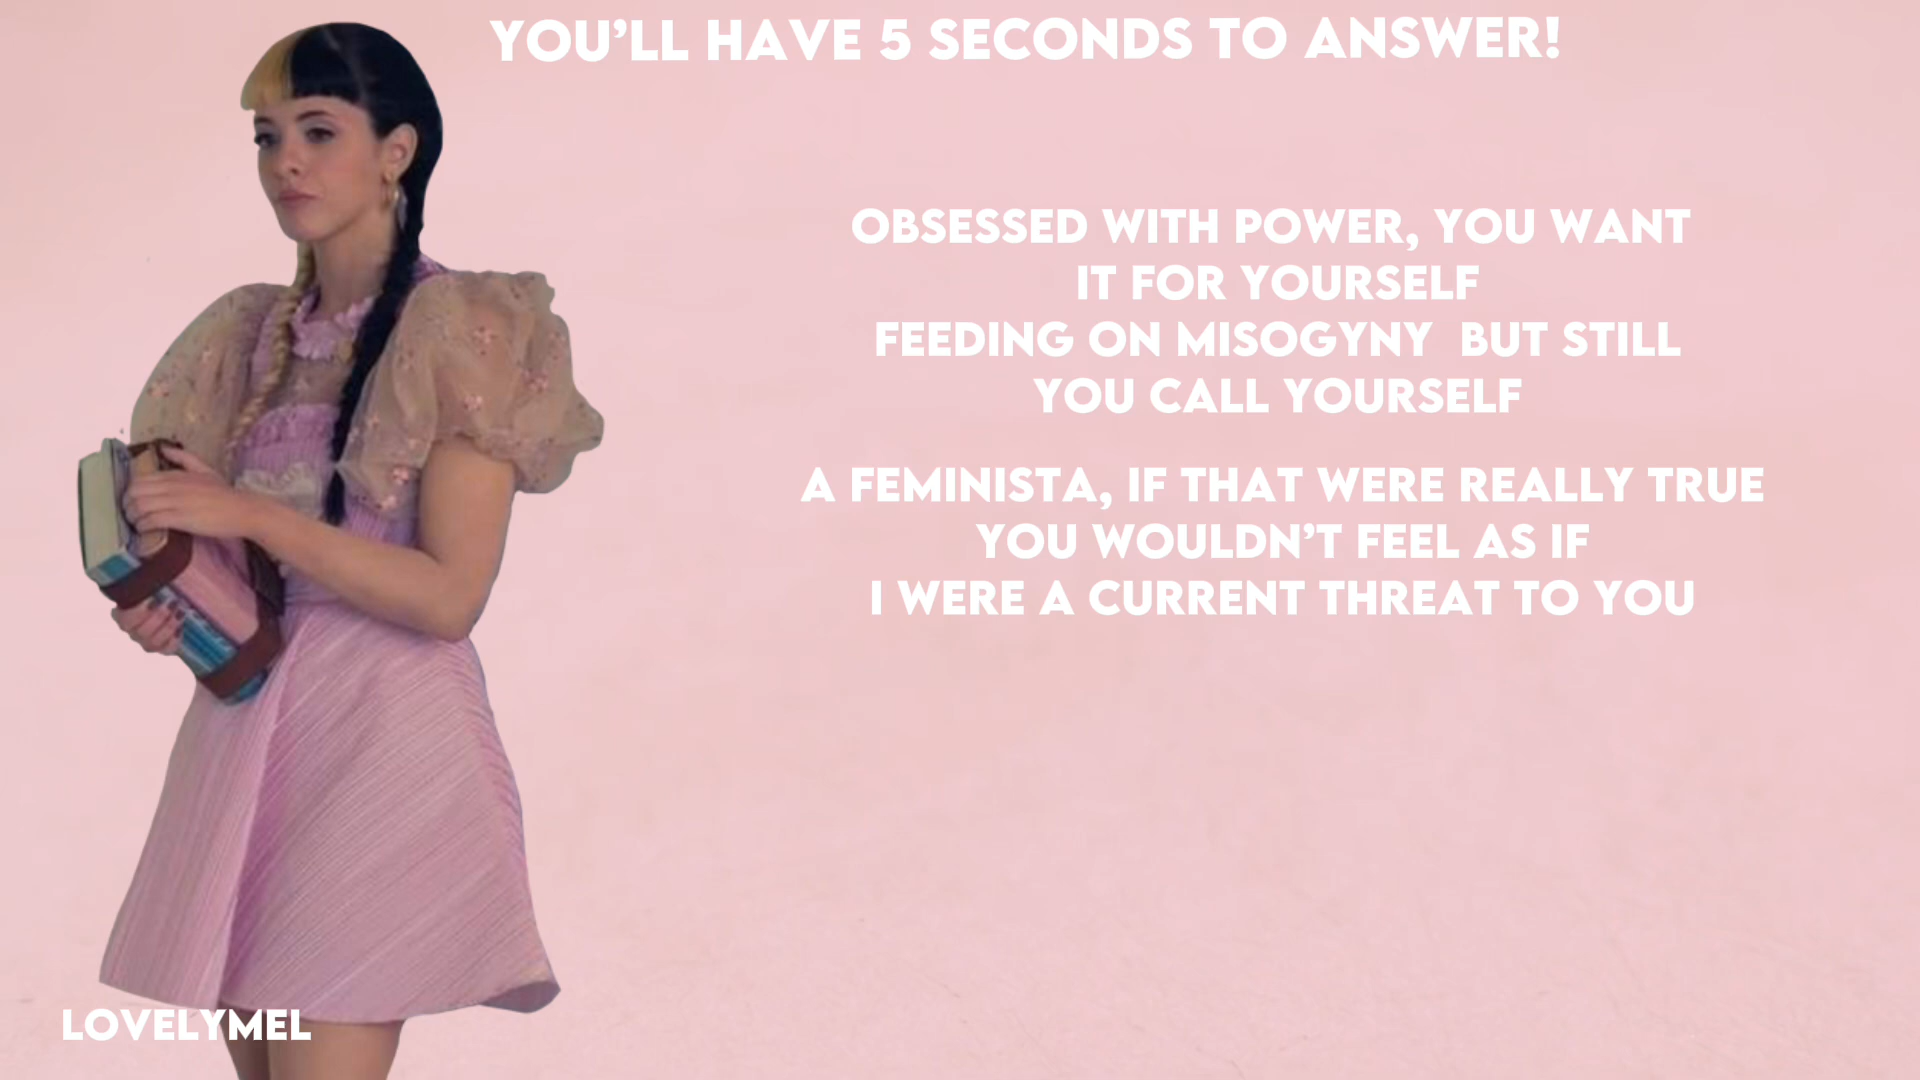 YOU'LL HAVE 5 SECONDS TO ANSWER!
OBSESSED WITH POWER, YOU WANT
IT FOR YOURSELF
FEEDING ON MISOGYNY BUT STILL
YOU CALL YOURSELF
A FEMINISTA, IF THAT WERE REALLY TRUE
YOU WOULDN'T FEEL AS IF
I WERE A CURRENT THREAT TO YOU
LOVELYMEL